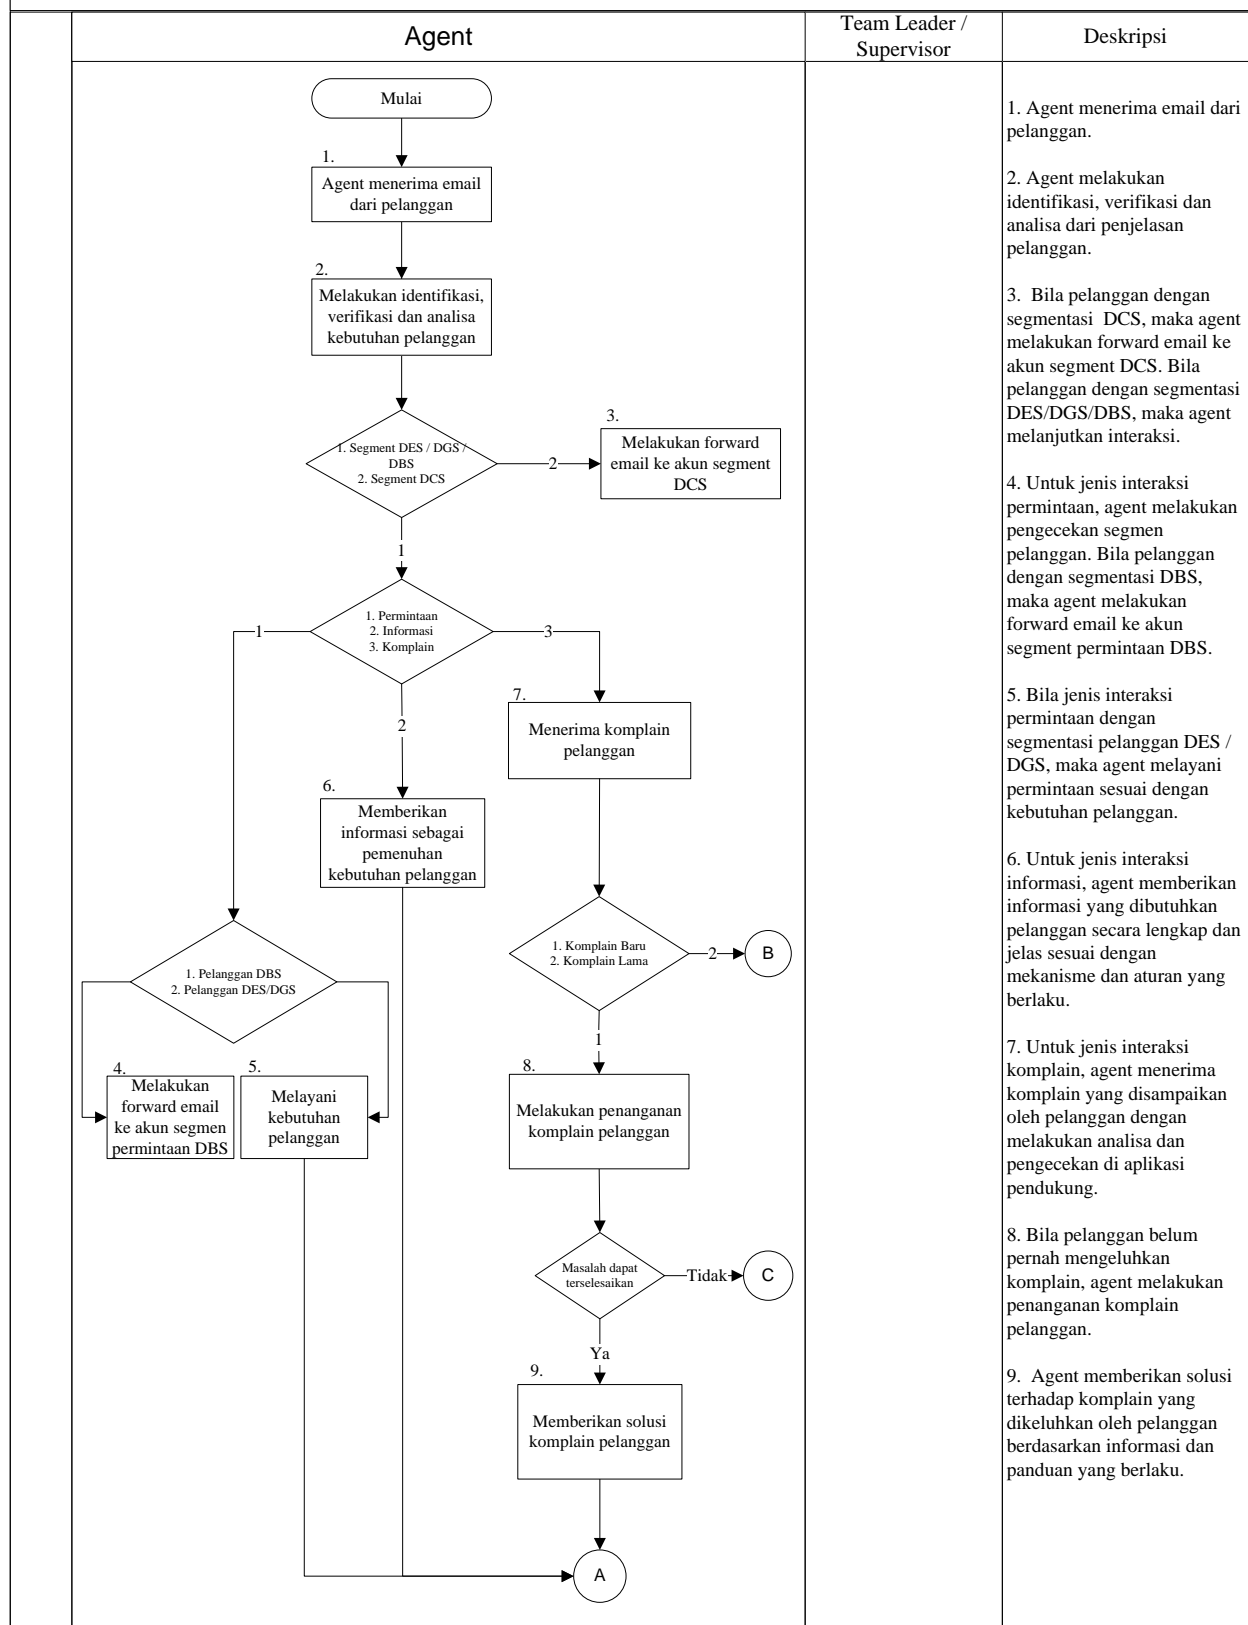 Agent
Team Leader /
Supervisor
Deskripsi
Mulai
1.
Agent menerima email
dari pelanggan
2.
Melakukan identifikasi,
verifikasi dan analisa
kebutuhan pelanggan
1. Segment DES / DGS /
DBS
2. Segment DCS
2
3.
Melakukan forward
email ke akun segment
DCS
1
1. Permintaan
2. Informasi
3. Komplain
1
3
2
7.
Menerima komplain
pelanggan
6.
Memberikan
informasi sebagai
pemenuhan
kebutuhan pelanggan
1. Komplain Baru
2. Komplain Lama
2
B
1. Pelanggan DBS
2. Pelanggan DES/DGS
1
4.
Melakukan
forward email
ke akun segmen
permintaan DBS
5.
Melayani
kebutuhan
pelanggan
8.
Melakukan penanganan
komplain pelanggan
Masalah dapat
terselesaikan
Tidak
C
Ya
9.
Memberikan solusi
komplain pelanggan
A
1. Agent menerima email dari
pelanggan.
2. Agent melakukan
identifikasi, verifikasi dan
analisa dari penjelasan
pelanggan.
3. Bila pelanggan dengan
segmentasi DCS, maka agent
melakukan forward email ke
akun segment DCS. Bila
pelanggan dengan segmentasi
DES/DGS/DBS, maka agent
melanjutkan interaksi.
4. Untuk jenis interaksi
permintaan, agent melakukan
pengecekan segmen
pelanggan. Bila pelanggan
dengan segmentasi DBS,
maka agent melakukan
forward email ke akun
segment permintaan DBS.
5. Bila jenis interaksi
permintaan dengan
segmentasi pelanggan DES /
DGS, maka agent melayani
permintaan sesuai dengan
kebutuhan pelanggan.
6. Untuk jenis interaksi
informasi, agent memberikan
informasi yang dibutuhkan
pelanggan secara lengkap dan
jelas sesuai dengan
mekanisme dan aturan yang
berlaku.
7. Untuk jenis interaksi
komplain, agent menerima
komplain yang disampaikan
oleh pelanggan dengan
melakukan analisa dan
pengecekan di aplikasi
pendukung.
8. Bila pelanggan belum
pernah mengeluhkan
komplain, agent melakukan
penanganan komplain
pelanggan.
9. Agent memberikan solusi
terhadap komplain yang
dikeluhkan oleh pelanggan
berdasarkan informasi dan
panduan yang berlaku.